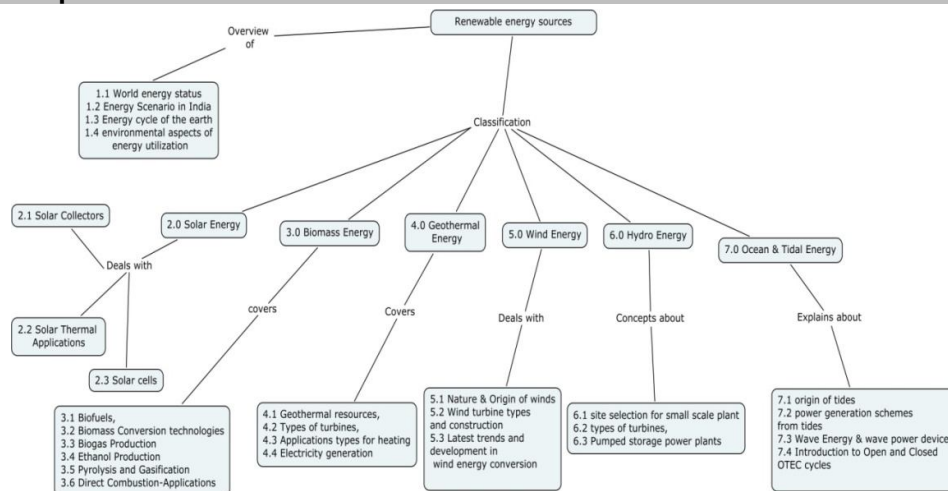 Renewable energy sources
Overview
of
1.1 World energy status
1.2 Energy Scenario in India
1.3 Energy cycle of the earth
1.4 environmental aspects of
energy utilization
Classification
2.1 Solar Collectors
2.0 Solar Energy
3.0 Biomass Energy
4.0 Geothermal
Energy
5.0 Wind Energy
6.0 Hydro Energy
7.0 Ocean & Tidal Energy
Deals with
2.2 Solar Thermal
Applications
2.3 Solar cells
covers
Covers
Deals with
Concepts about
Explains about
3.1 Biofuels,
3.2 Biomass Conversion technologies
3.3 Biogas Production
3.4 Ethanol Production
3.5 Pyrolysis and Gasification
3.6 Direct Combustion-Applications
4.1 Geothermal resources,
4.2 Types of turbines,
4.3 Applications types for heating
4.4 Electricity generation
5.1 Nature & Origin of winds
5.2 Wind turbine types
and construction
5.3 Latest trends and
development in
wind energy conversion
6.1 site selection for small scale plant
6.2 types of turbines,
6.3 Pumped storage power plants
7.1 origin of tides
7.2 power generation schemes
from tides
7.3 Wave Energy & wave power device
7.4 Introduction to Open and Closed
OTEC cycles